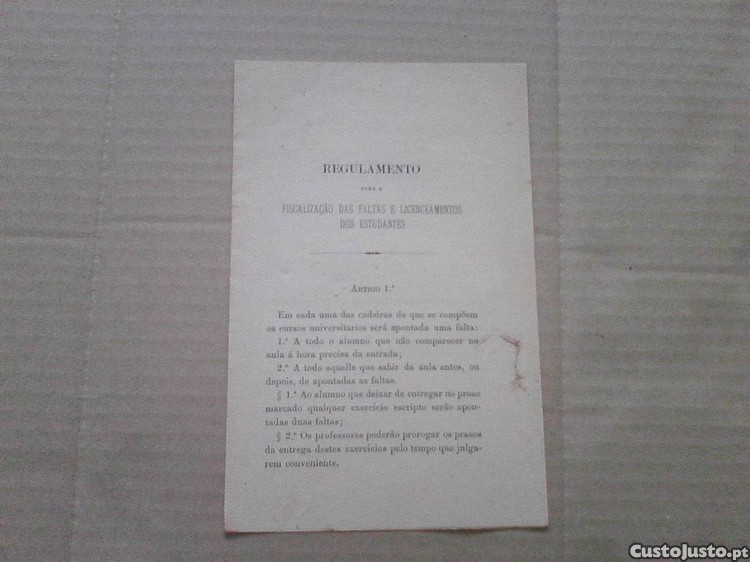 REGULAMENTO
PARA A
FISCALIZAÇÃO DAS FALTAS E LICENCEAMENTOS
DOS ESTUDANTES
ARTIGO 1.º
Em cada uma das cadeiras de que se compõem
os cursos universitarios será apontada uma falta:
1.º A todo o alumno que não comparecer na
aula á hora precisa da entrada;
2.º A todo aquelle que sahir da aula antes, ou
depois, de apontadas as faltas.
§ 1.º Ao alumno que deixar de entregar no praso
marcado qualquer exercicio escripto serão apon-
tadas duas faltas;
§ 2.º Os professores poderão prorogar os prasos
da entrega destes exercicios pelo tempo que julga-
rem conveniente.
CustoJusto.pt